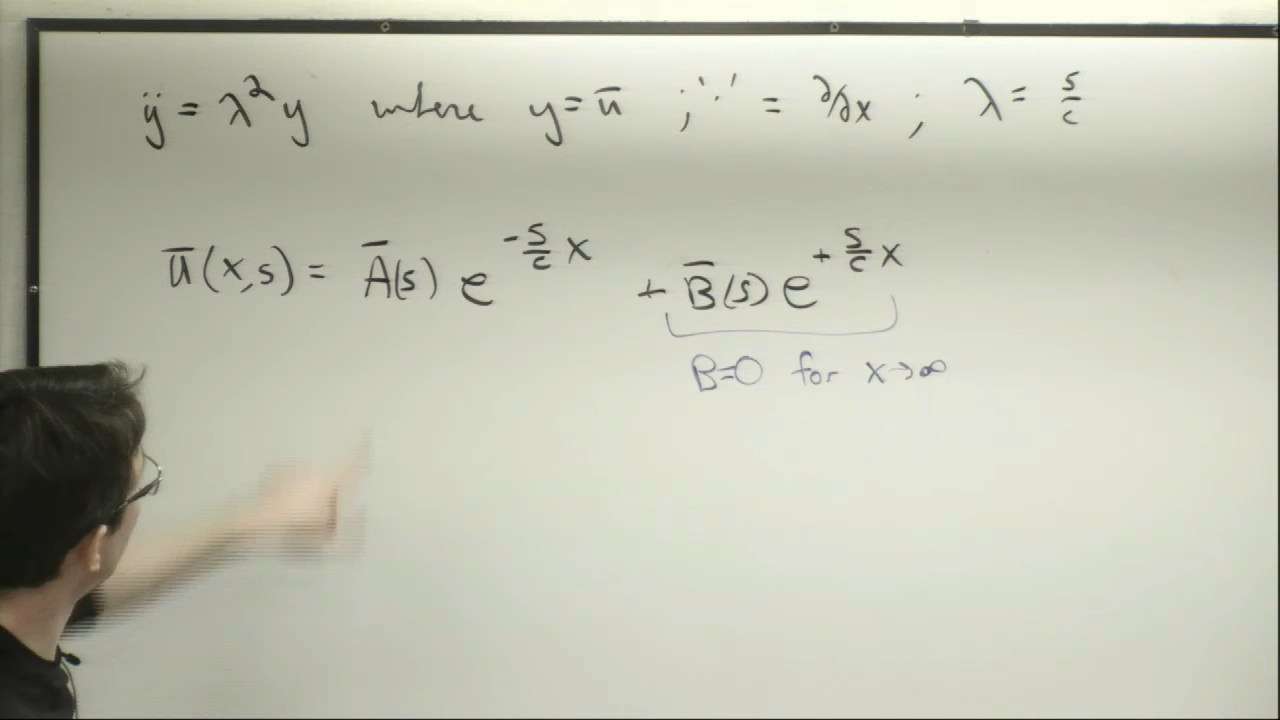 ÿ = λ²y where y = ū ; '·' = ∂/∂x ; λ = s/c
ū(x,s) = Ā(s) e^{-s/c x} + B̄(s) e^{+s/c x}
B=0 for x→∞